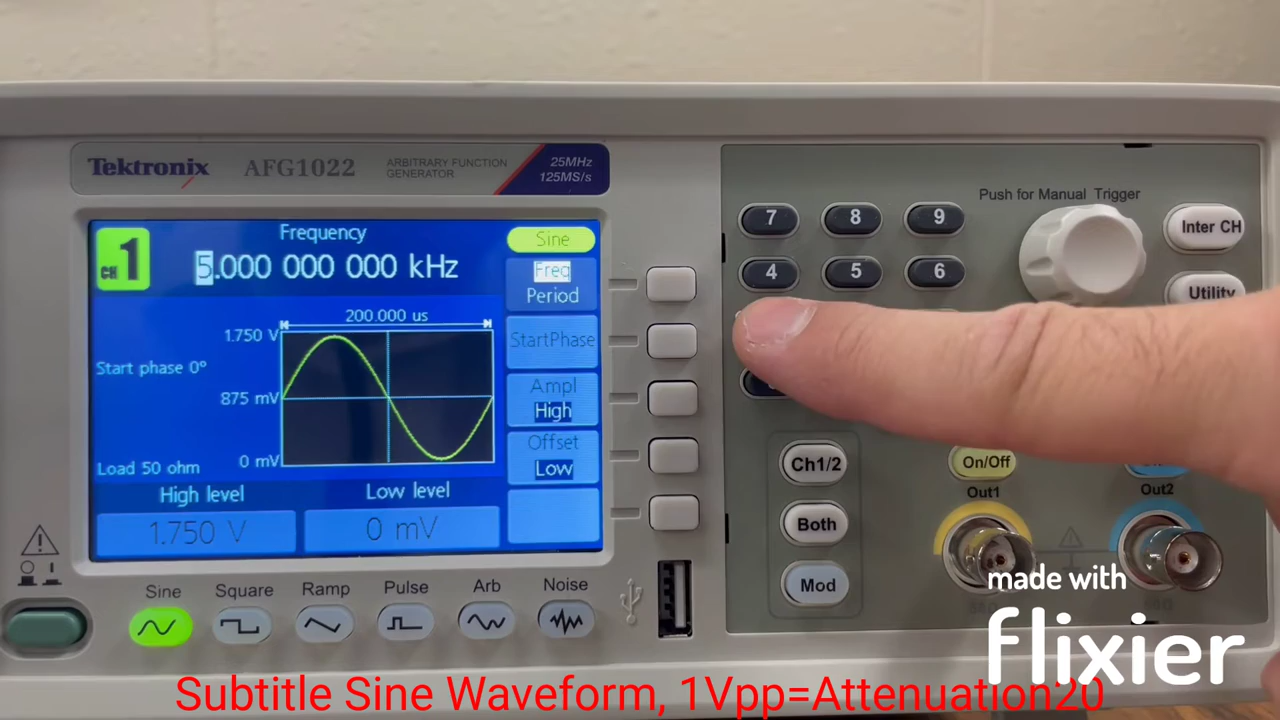 Tektronix AFG1022 ARBITRARY FUNCTION GENERATOR 25MHz 125MS/s
CH 1
Frequency
5.000 000 000 kHz
Sine
Freq
Period
StartPhase
Ampl
High
Offset
Low
200.000 us
1.750 V
Start phase 0°
875 mV
Load 50 ohm
0 mV
High level
Low level
1.750 V
0 mV
Sine
Square
Ramp
Pulse
Arb
Noise
Push for Manual Trigger
7
8
9
4
5
6
Inter CH
Utility
Ch1/2
Both
Mod
On/Off
Out1
Out2
made with
flixier
Subtitle Sine Waveform, 1Vpp=Attenuation20